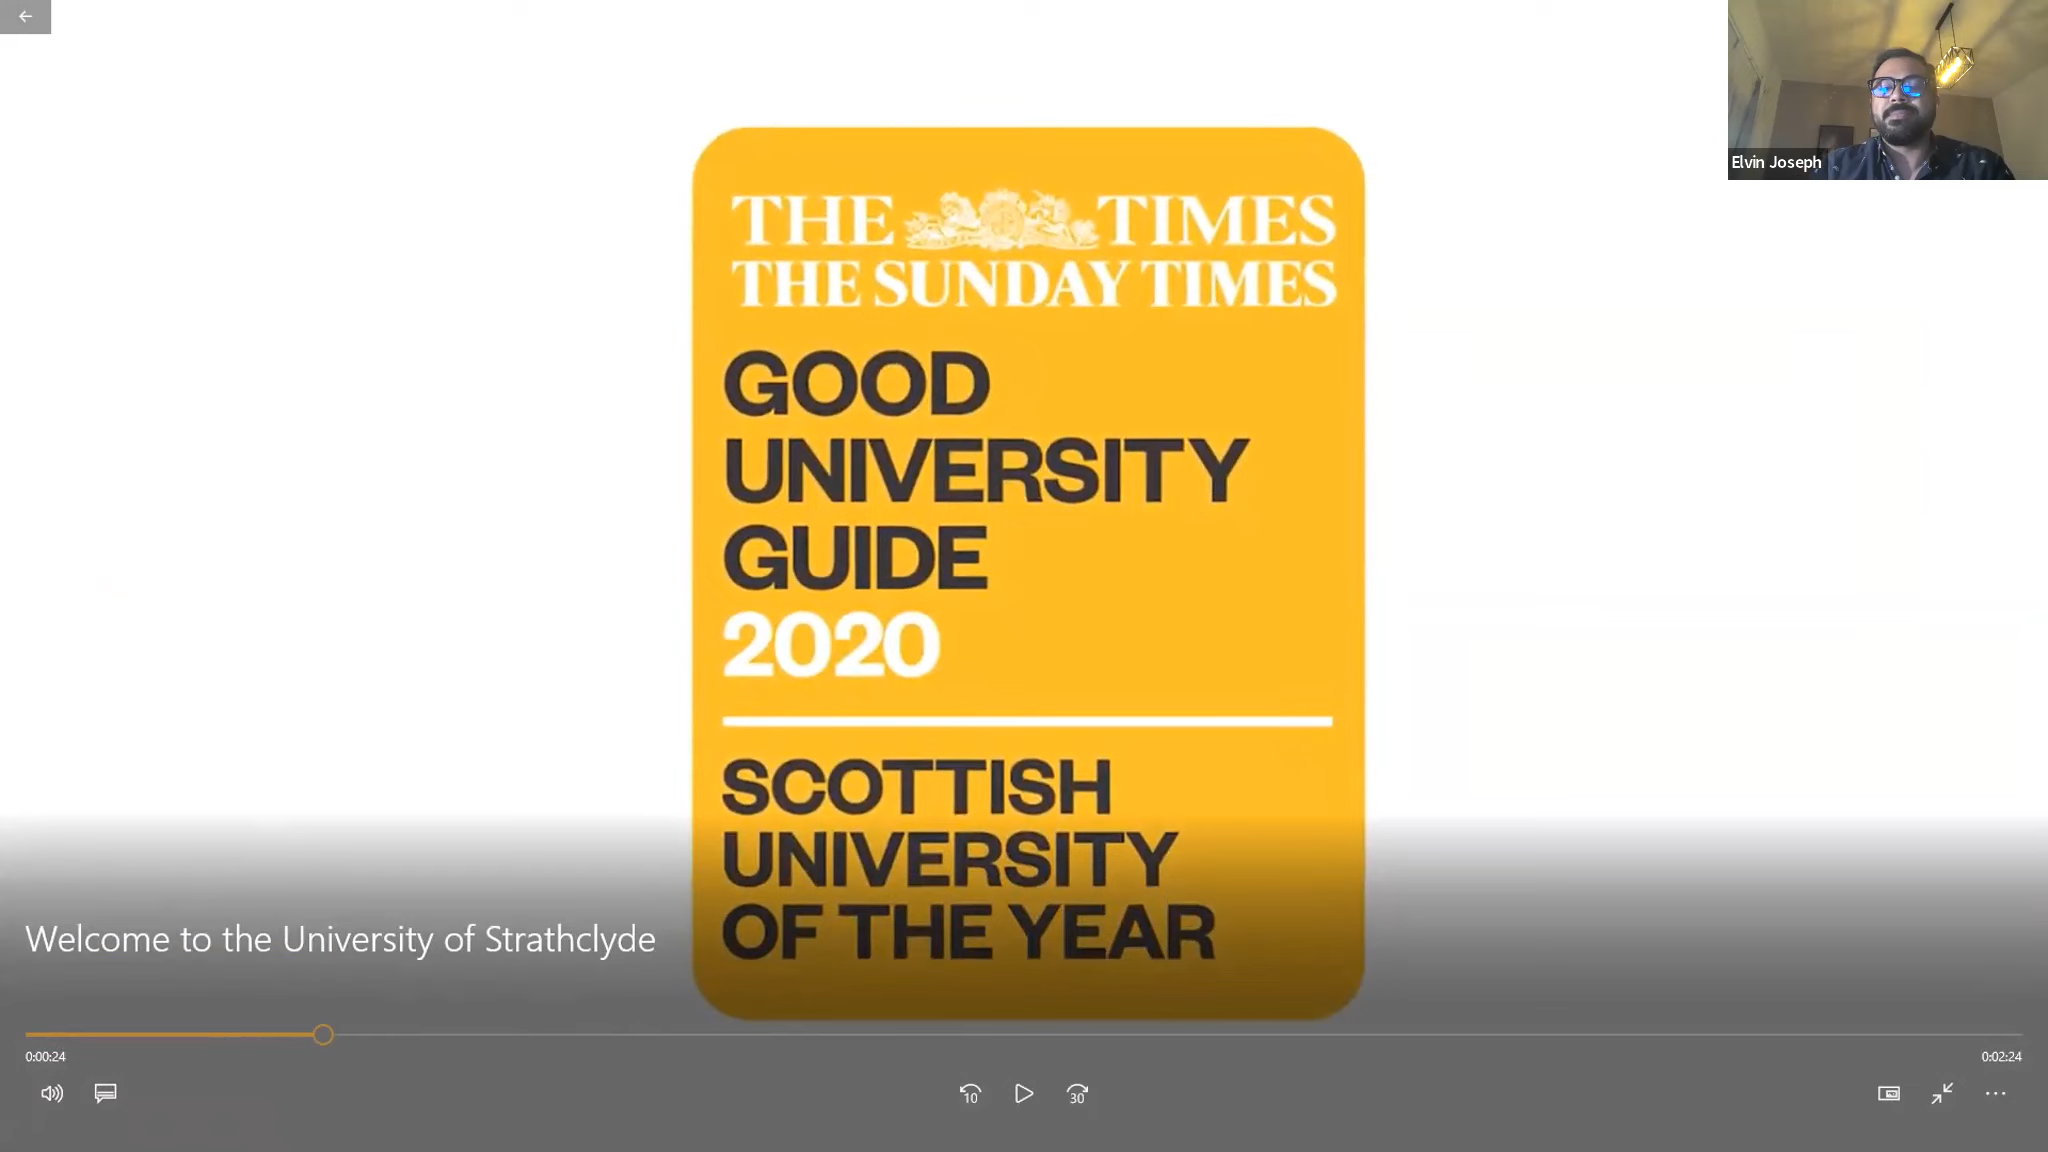 Elvin Joseph
THE TIMES
THE SUNDAY TIMES
GOOD
UNIVERSITY
GUIDE
2020
SCOTTISH
UNIVERSITY
OF THE YEAR
Welcome to the University of Strathclyde
0:00:24
0:02:24
10
30